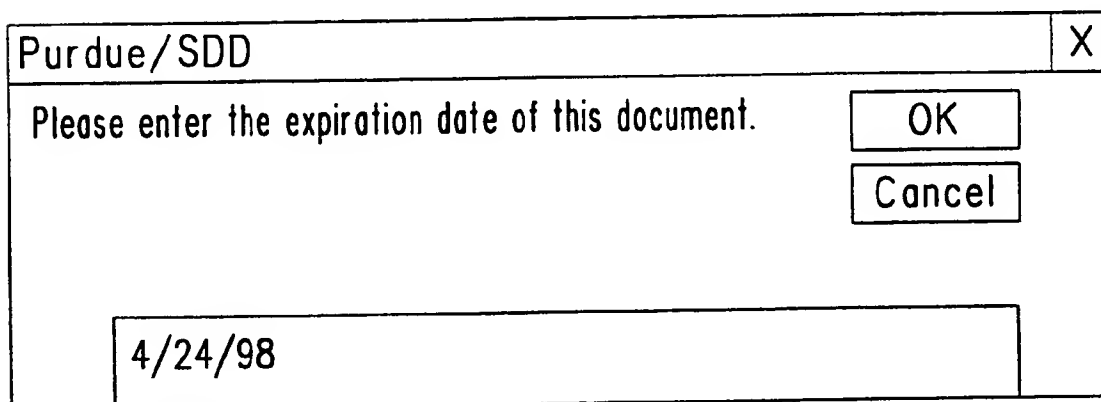 Purdue/SDD X
Please enter the expiration date of this document. OK
Cancel
4/24/98